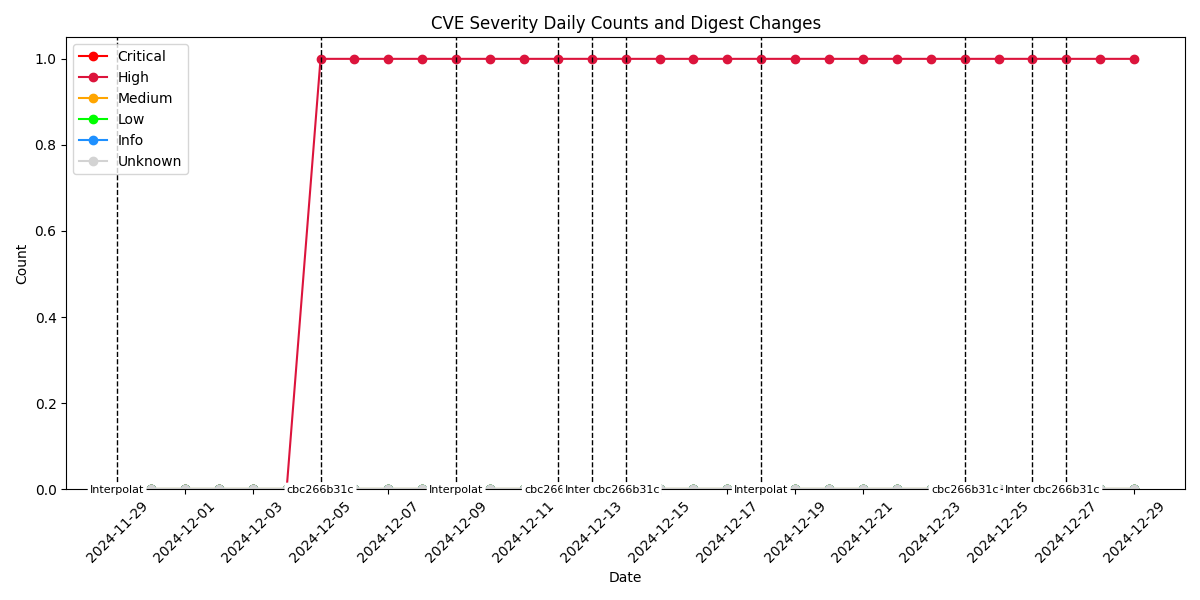 CVE Severity Daily Counts and Digest Changes
Critical
High
Medium
Low
Info
Unknown
Count
1.0
0.8
0.6
0.4
0.2
0.0
Interpolat
cbc266b31c
Interpolat
cbc266
Inter
cbc266b31c
Interpolat
cbc266b31c
Inter
cbc266b31c
2024-11-29
2024-12-01
2024-12-03
2024-12-05
2024-12-07
2024-12-09
2024-12-11
2024-12-13
2024-12-15
2024-12-17
2024-12-19
2024-12-21
2024-12-23
2024-12-25
2024-12-27
2024-12-29
Date